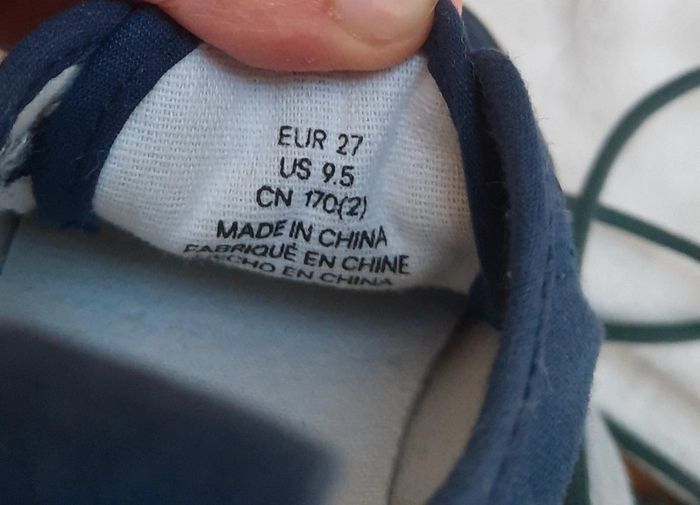 EUR 27
US 9.5
CN 170(2)
MADE IN CHINA
FABRIQUÉ EN CHINE
HECHO EN CHINA